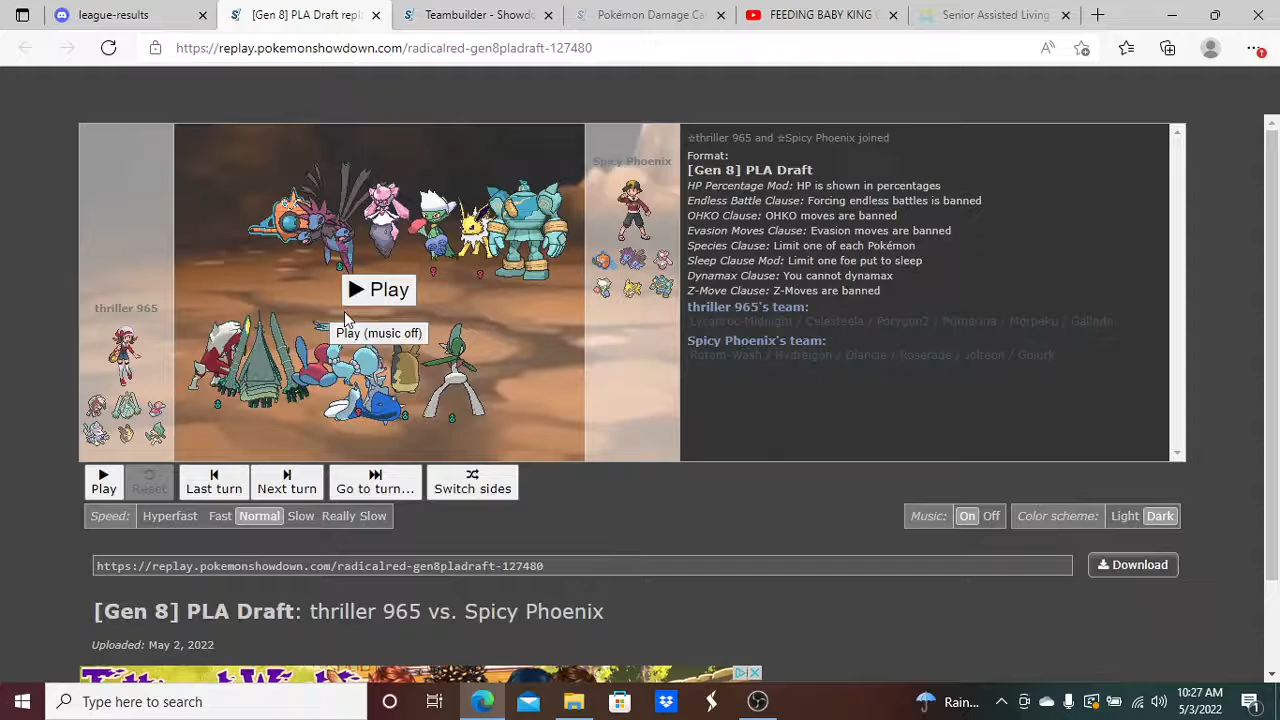 league-results
[Gen 8] PLA Draft repl
Teambuilder - Showdo
Pokémon Damage Ca
FEEDING BABY KING C
Senior Assisted Living
https://replay.pokemonshowdown.com/radicalred-gen8pladraft-127480
thriller 965
Spicy Phoenix
Play
Play (music off)
☆thriller 965 and ☆Spicy Phoenix joined
Format:
[Gen 8] PLA Draft
HP Percentage Mod: HP is shown in percentages
Endless Battle Clause: Forcing endless battles is banned
OHKO Clause: OHKO moves are banned
Evasion Moves Clause: Evasion moves are banned
Species Clause: Limit one of each Pokémon
Sleep Clause Mod: Limit one foe put to sleep
Dynamax Clause: You cannot dynamax
Z-Move Clause: Z-Moves are banned
thriller 965's team:
Lycanroc-Midnight / Celesteela / Porygon2 / Primarina / Morpeko / Gallade
Spicy Phoenix's team:
Rotom-Wash / Hydreigon / Diancie / Roserade / Jolteon / Golurk
Play
Reset
Last turn
Next turn
Go to turn...
Switch sides
Speed: Hyperfast Fast Normal Slow Really Slow
Music: On Off
Color scheme: Light Dark
https://replay.pokemonshowdown.com/radicalred-gen8pladraft-127480
Download
[Gen 8] PLA Draft: thriller 965 vs. Spicy Phoenix
Uploaded: May 2, 2022
Type here to search
Rain...
10:27 AM
5/3/2022
1